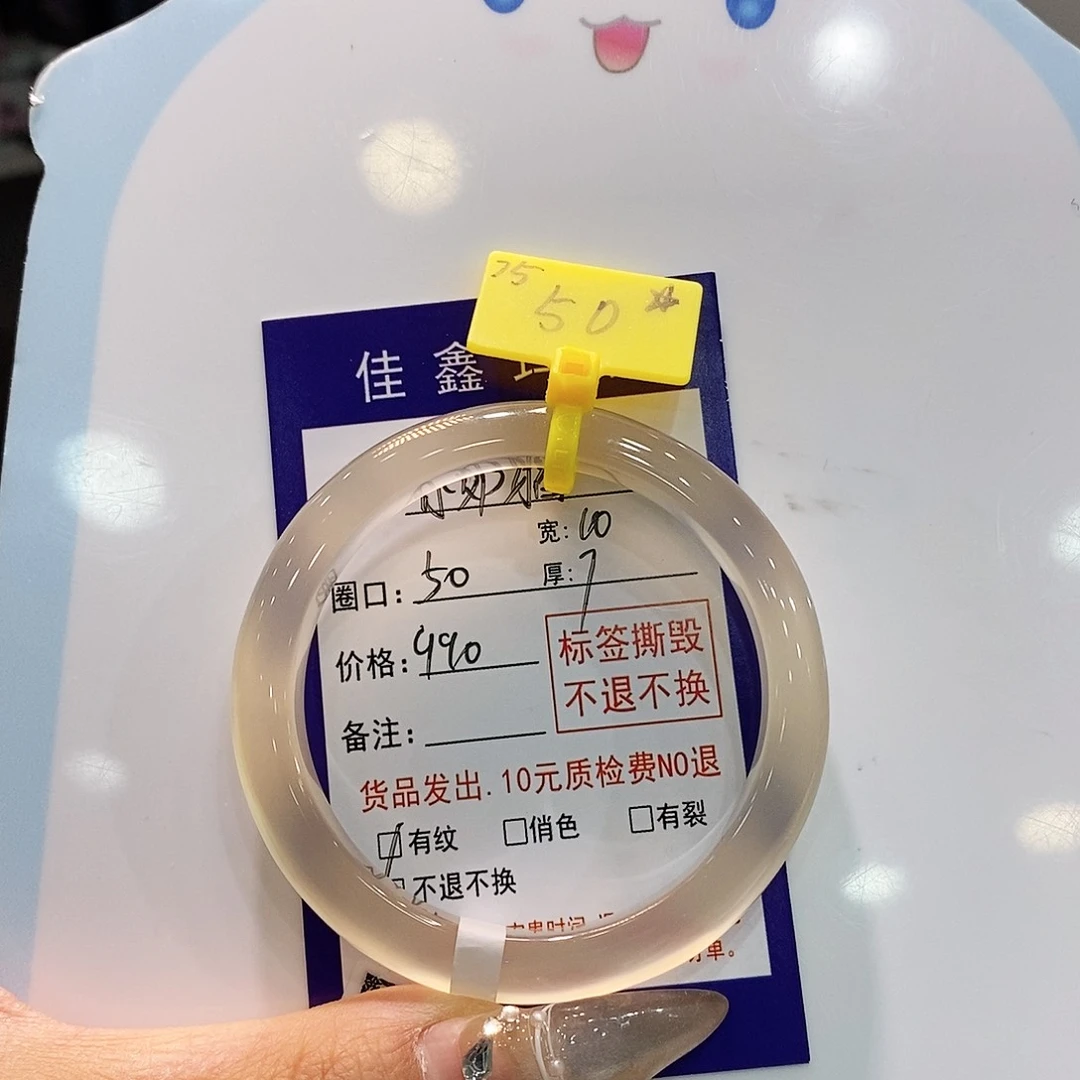 75
50
佳鑫
宽: 10
圈口: 50
厚: 7
价格: 990
标签撕毁
不退不换
备注:
货品发出. 10元质检费NO退
有纹 俏色 有裂
不退不换
单。